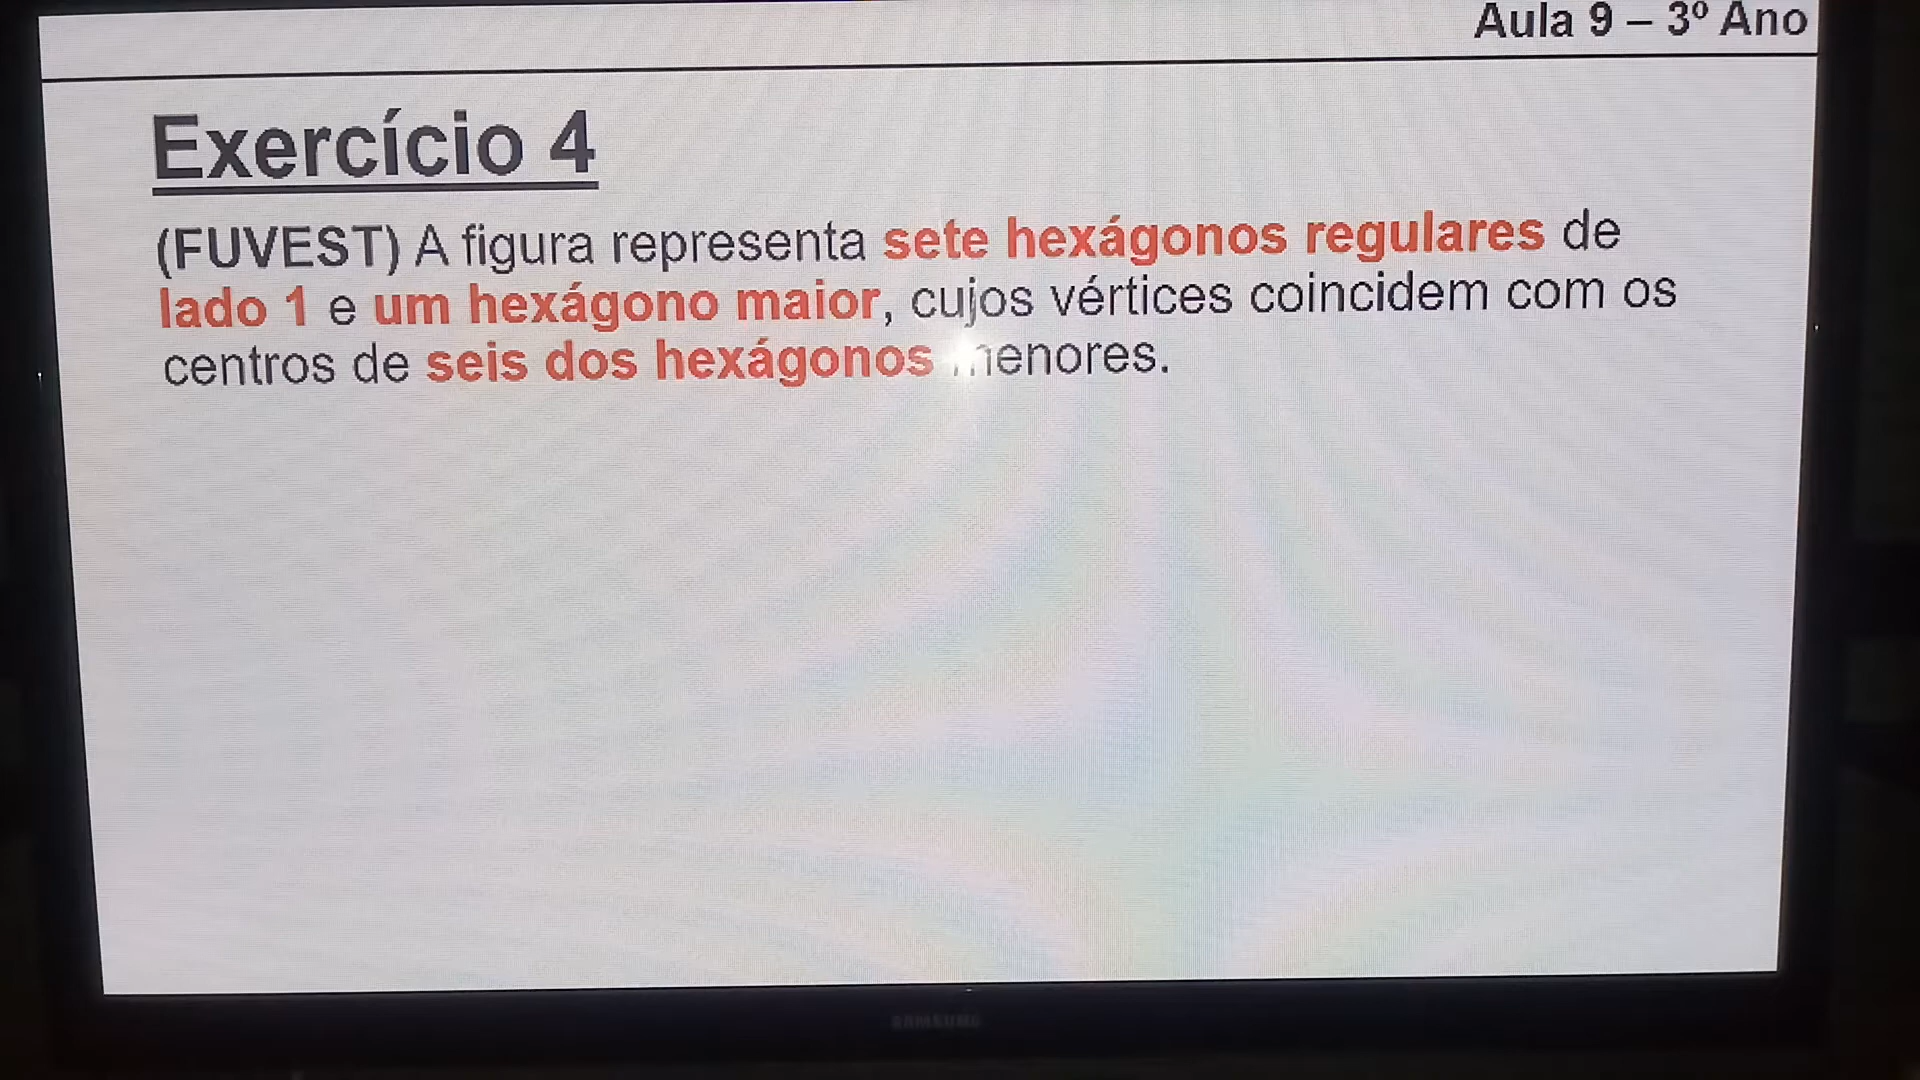 Aula 9 – 3º Ano
Exercício 4
(FUVEST) A figura representa sete hexágonos regulares de
lado 1 e um hexágono maior, cujos vértices coincidem com os
centros de seis dos hexágonos menores.
SAMSUNG